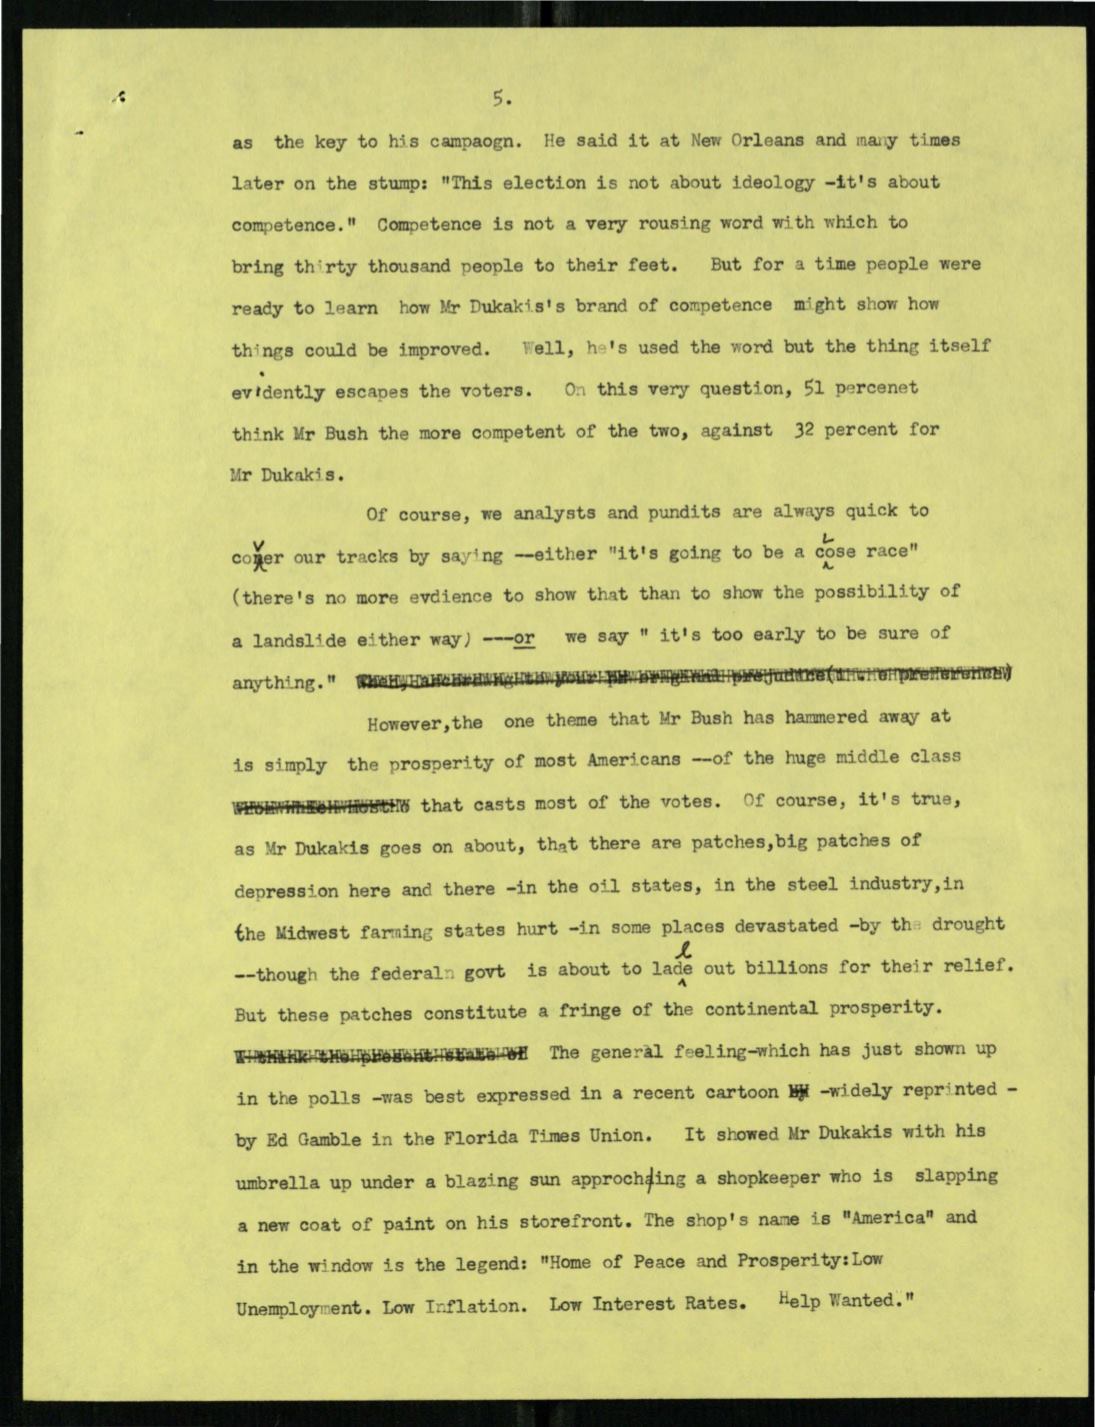 5.
as the key to his campaogn. He said it at New Orleans and many times
later on the stump: "This election is not about ideology -it's about
competence." Competence is not a very rousing word with which to
bring thirty thousand people to their feet. But for a time people were
ready to learn how Mr Dukakis's brand of competence might show how
things could be improved. Well, he's used the word but the thing itself
evidently escapes the voters. On this very question, 51 percenet
think Mr Bush the more competent of the two, against 32 percent for
Mr Dukakis.
Of course, we analysts and pundits are always quick to
cover our tracks by saying --either "it's going to be a close race"
(there's no more evdience to show that than to show the possibility of
a landslide either way) ---or we say " it's too early to be sure of
anything."
However,the one theme that Mr Bush has hammered away at
is simply the prosperity of most Americans --of the huge middle class
that casts most of the votes. Of course, it's true,
as Mr Dukakis goes on about, that there are patches,big patches of
depression here and there -in the oil states, in the steel industry,in
the Midwest farming states hurt -in some places devastated -by the drought
--though the federal govt is about to ladle out billions for their relief.
But these patches constitute a fringe of the continental prosperity.
I think the present state of The general feeling-which has just shown up
in the polls -was best expressed in a recent cartoon -widely reprinted -
by Ed Gamble in the Florida Times Union. It showed Mr Dukakis with his
umbrella up under a blazing sun approching a shopkeeper who is slapping
a new coat of paint on his storefront. The shop's name is "America" and
in the window is the legend: "Home of Peace and Prosperity:Low
Unemployment. Low Inflation. Low Interest Rates. Help Wanted."